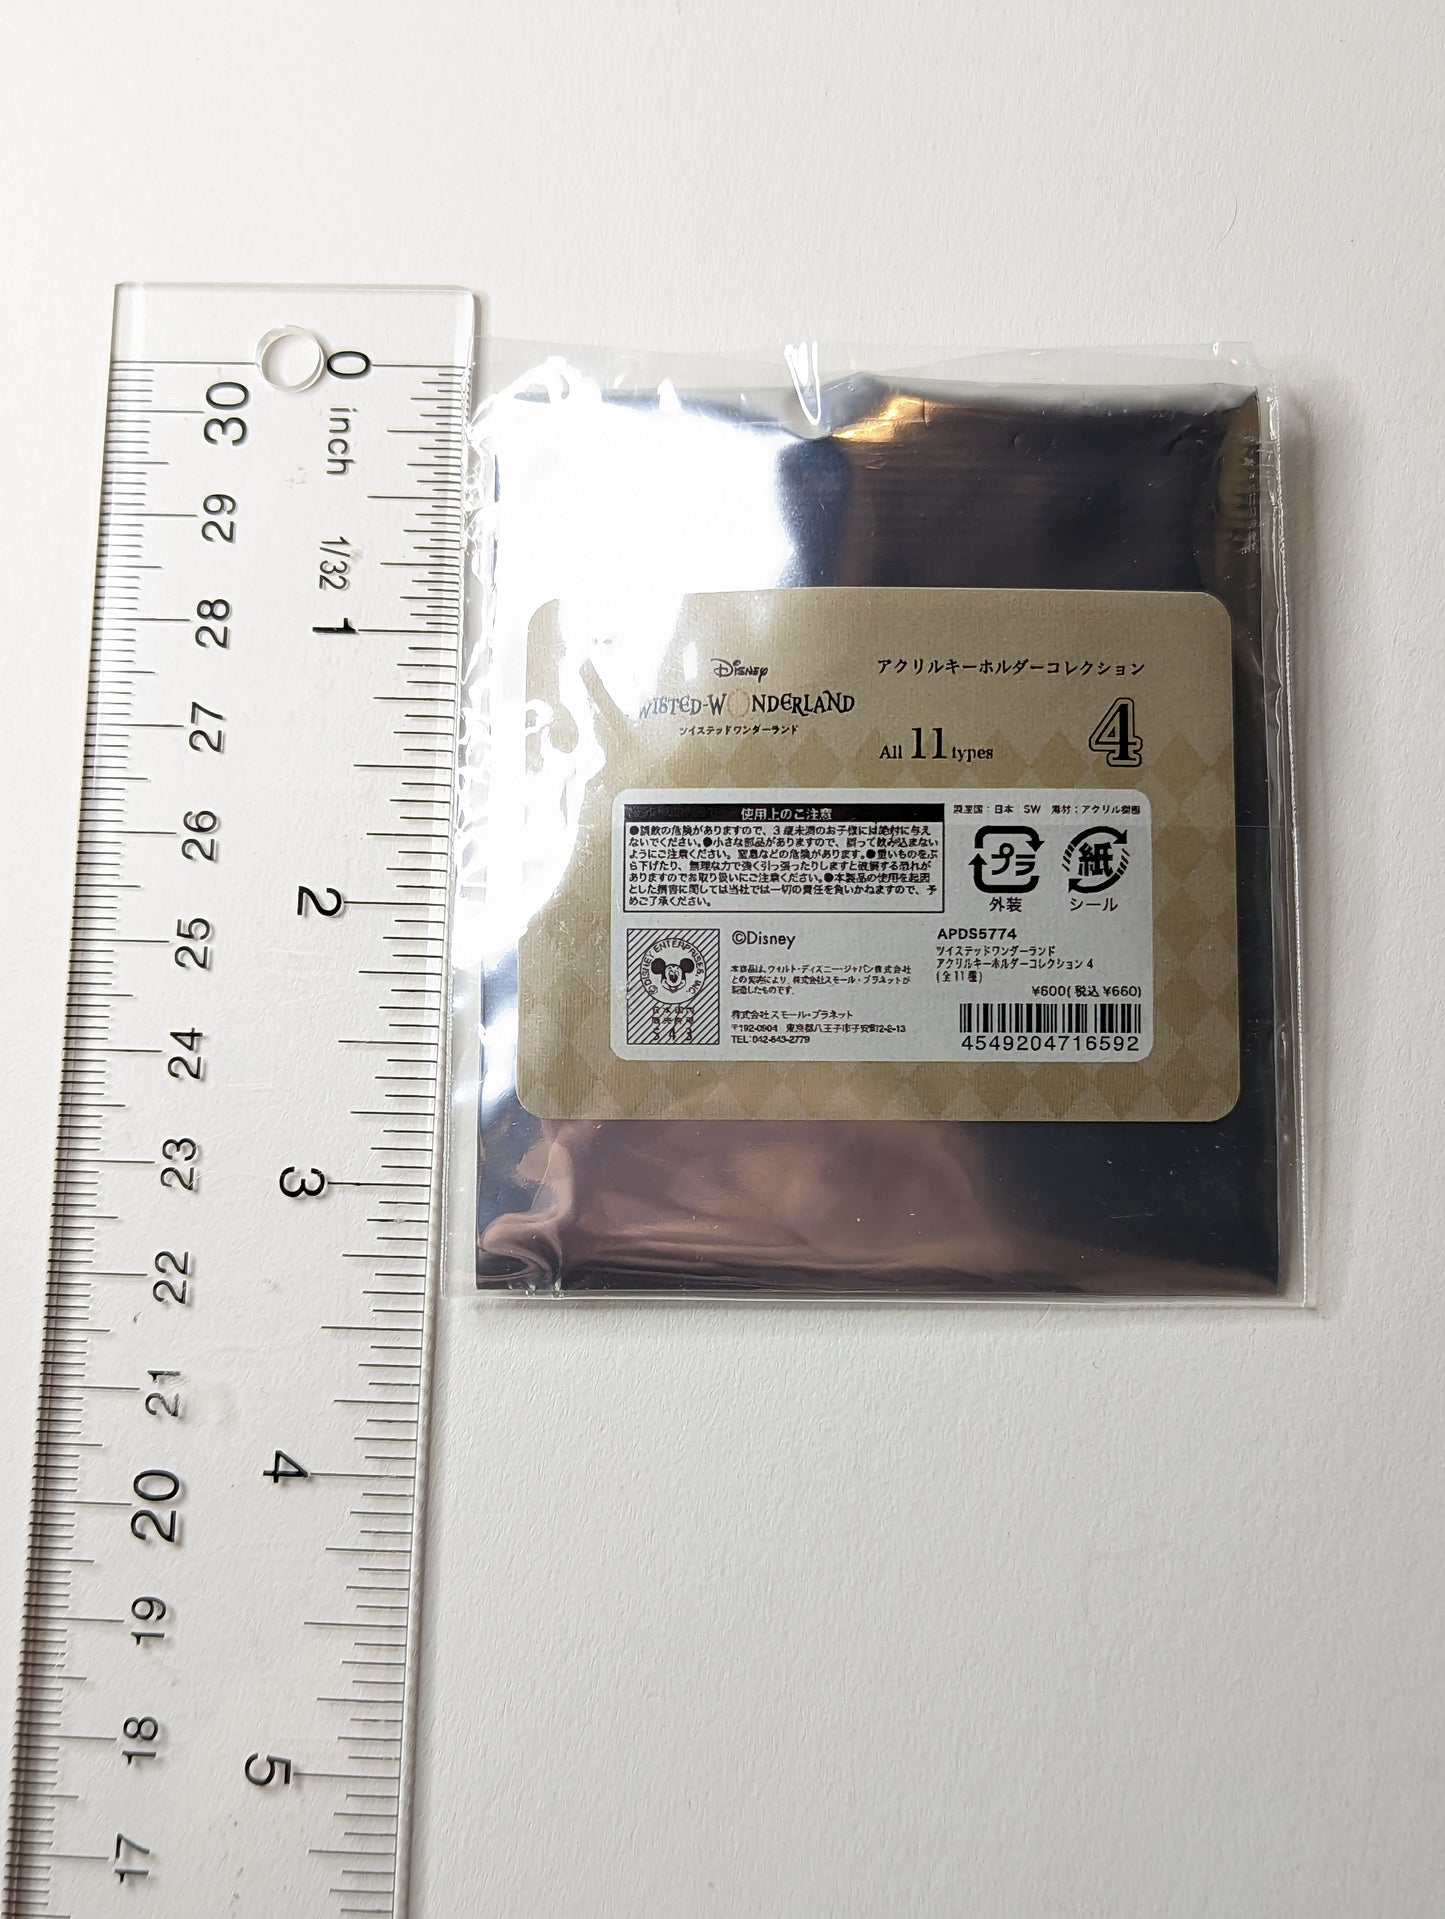 0
inch
1/32
1
2
3
4
5
30
29
28
27
26
25
24
23
22
21
20
19
18
17
Disney
WISTED-WONDERLAND
ツイステッドワンダーランド
アクリルキーホルダーコレクション
All 11 types
4
使用上のご注意
●誤飲の危険がありますので、3歳未満のお子様には絶対に与え
ないでください。●小さな部品がありますので、誤って飲み込まない
ようにご注意ください。窒息などの危険があります。●重いものをぶ
ら下げたり、無理な力で強く引っ張ったりしますと破損する恐れが
ありますのでお取り扱いにご注意ください。●本製品の使用を起因
とした損害に関しては当社では一切の責任を負いかねますので、予
めご了承ください。
原産国:日本 SW 素材:アクリル樹脂
プラ
外装
紙
シール
©DISNEY ENTERPRISES, INC.
543
©Disney
本商品は、ウォルト・ディズニー・ジャパン株式会社
との契約により、株式会社スモール・プラネットが
製造したものです。
株式会社スモール・プラネット
〒192-0904 東京都八王子市子安町2-2-13
TEL:042-643-2779
APDS5774
ツイステッドワンダーランド
アクリルキーホルダーコレクション 4
(全11種)
¥600(税込 ¥660)
4549204716592